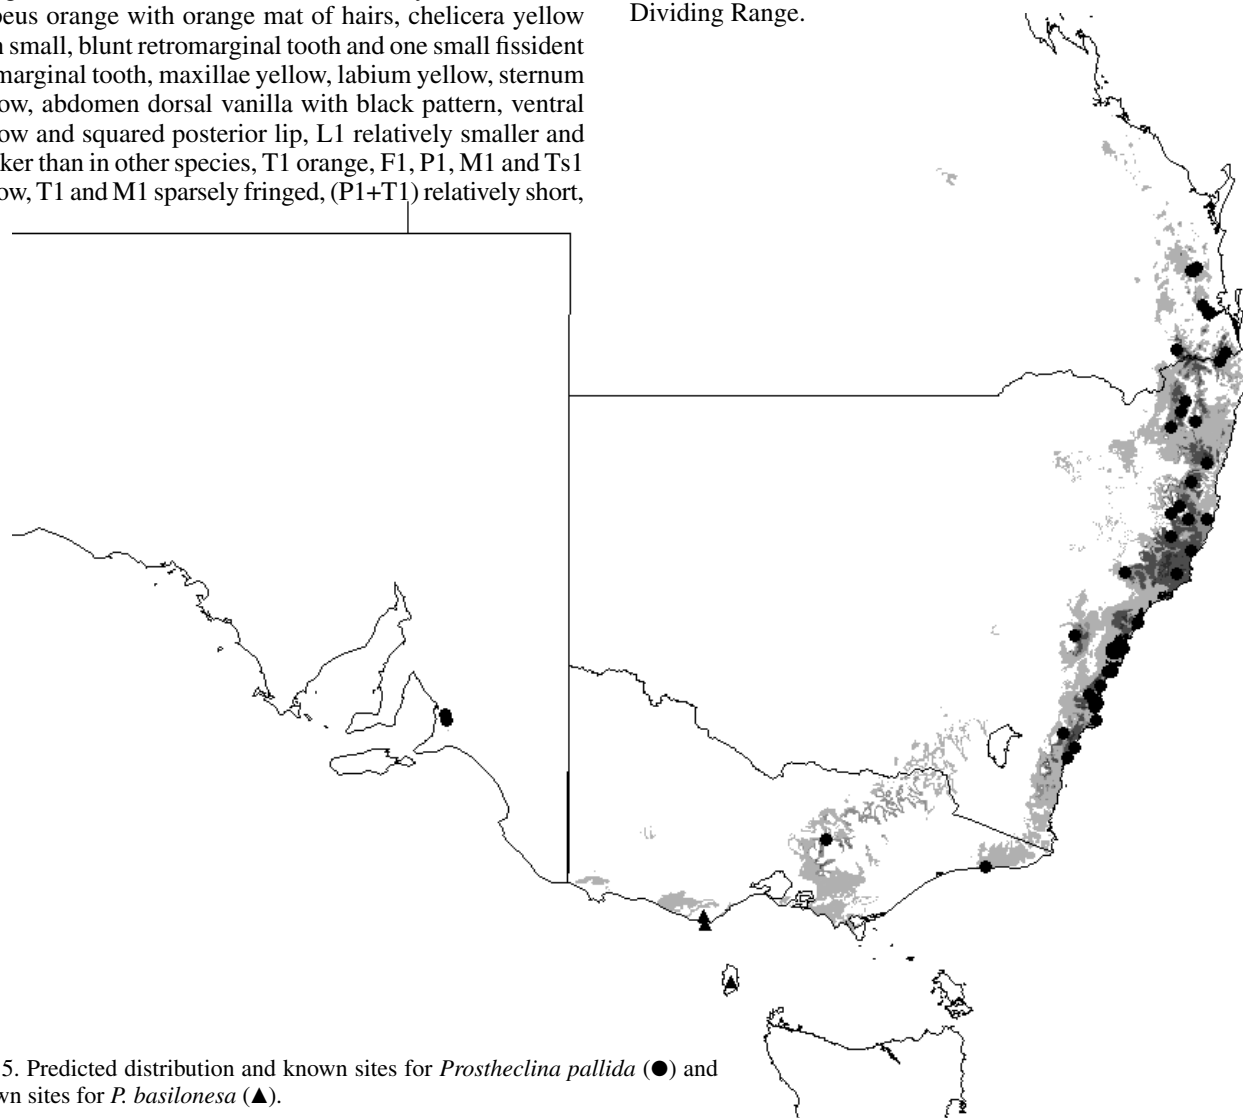 peus orange with orange mat of hairs, chelicera yellow
small, blunt retromarginal tooth and one small fissident
marginal tooth, maxillae yellow, labium yellow, sternum
ow, abdomen dorsal vanilla with black pattern, ventral
ow and squared posterior lip, L1 relatively smaller and
ker than in other species, T1 orange, F1, P1, M1 and Ts1
ow, T1 and M1 sparsely fringed, (P1+T1) relatively short,
Dividing Range.
5. Predicted distribution and known sites for Prostheclina pallida (●) and
wn sites for P. basilonesa (▲).